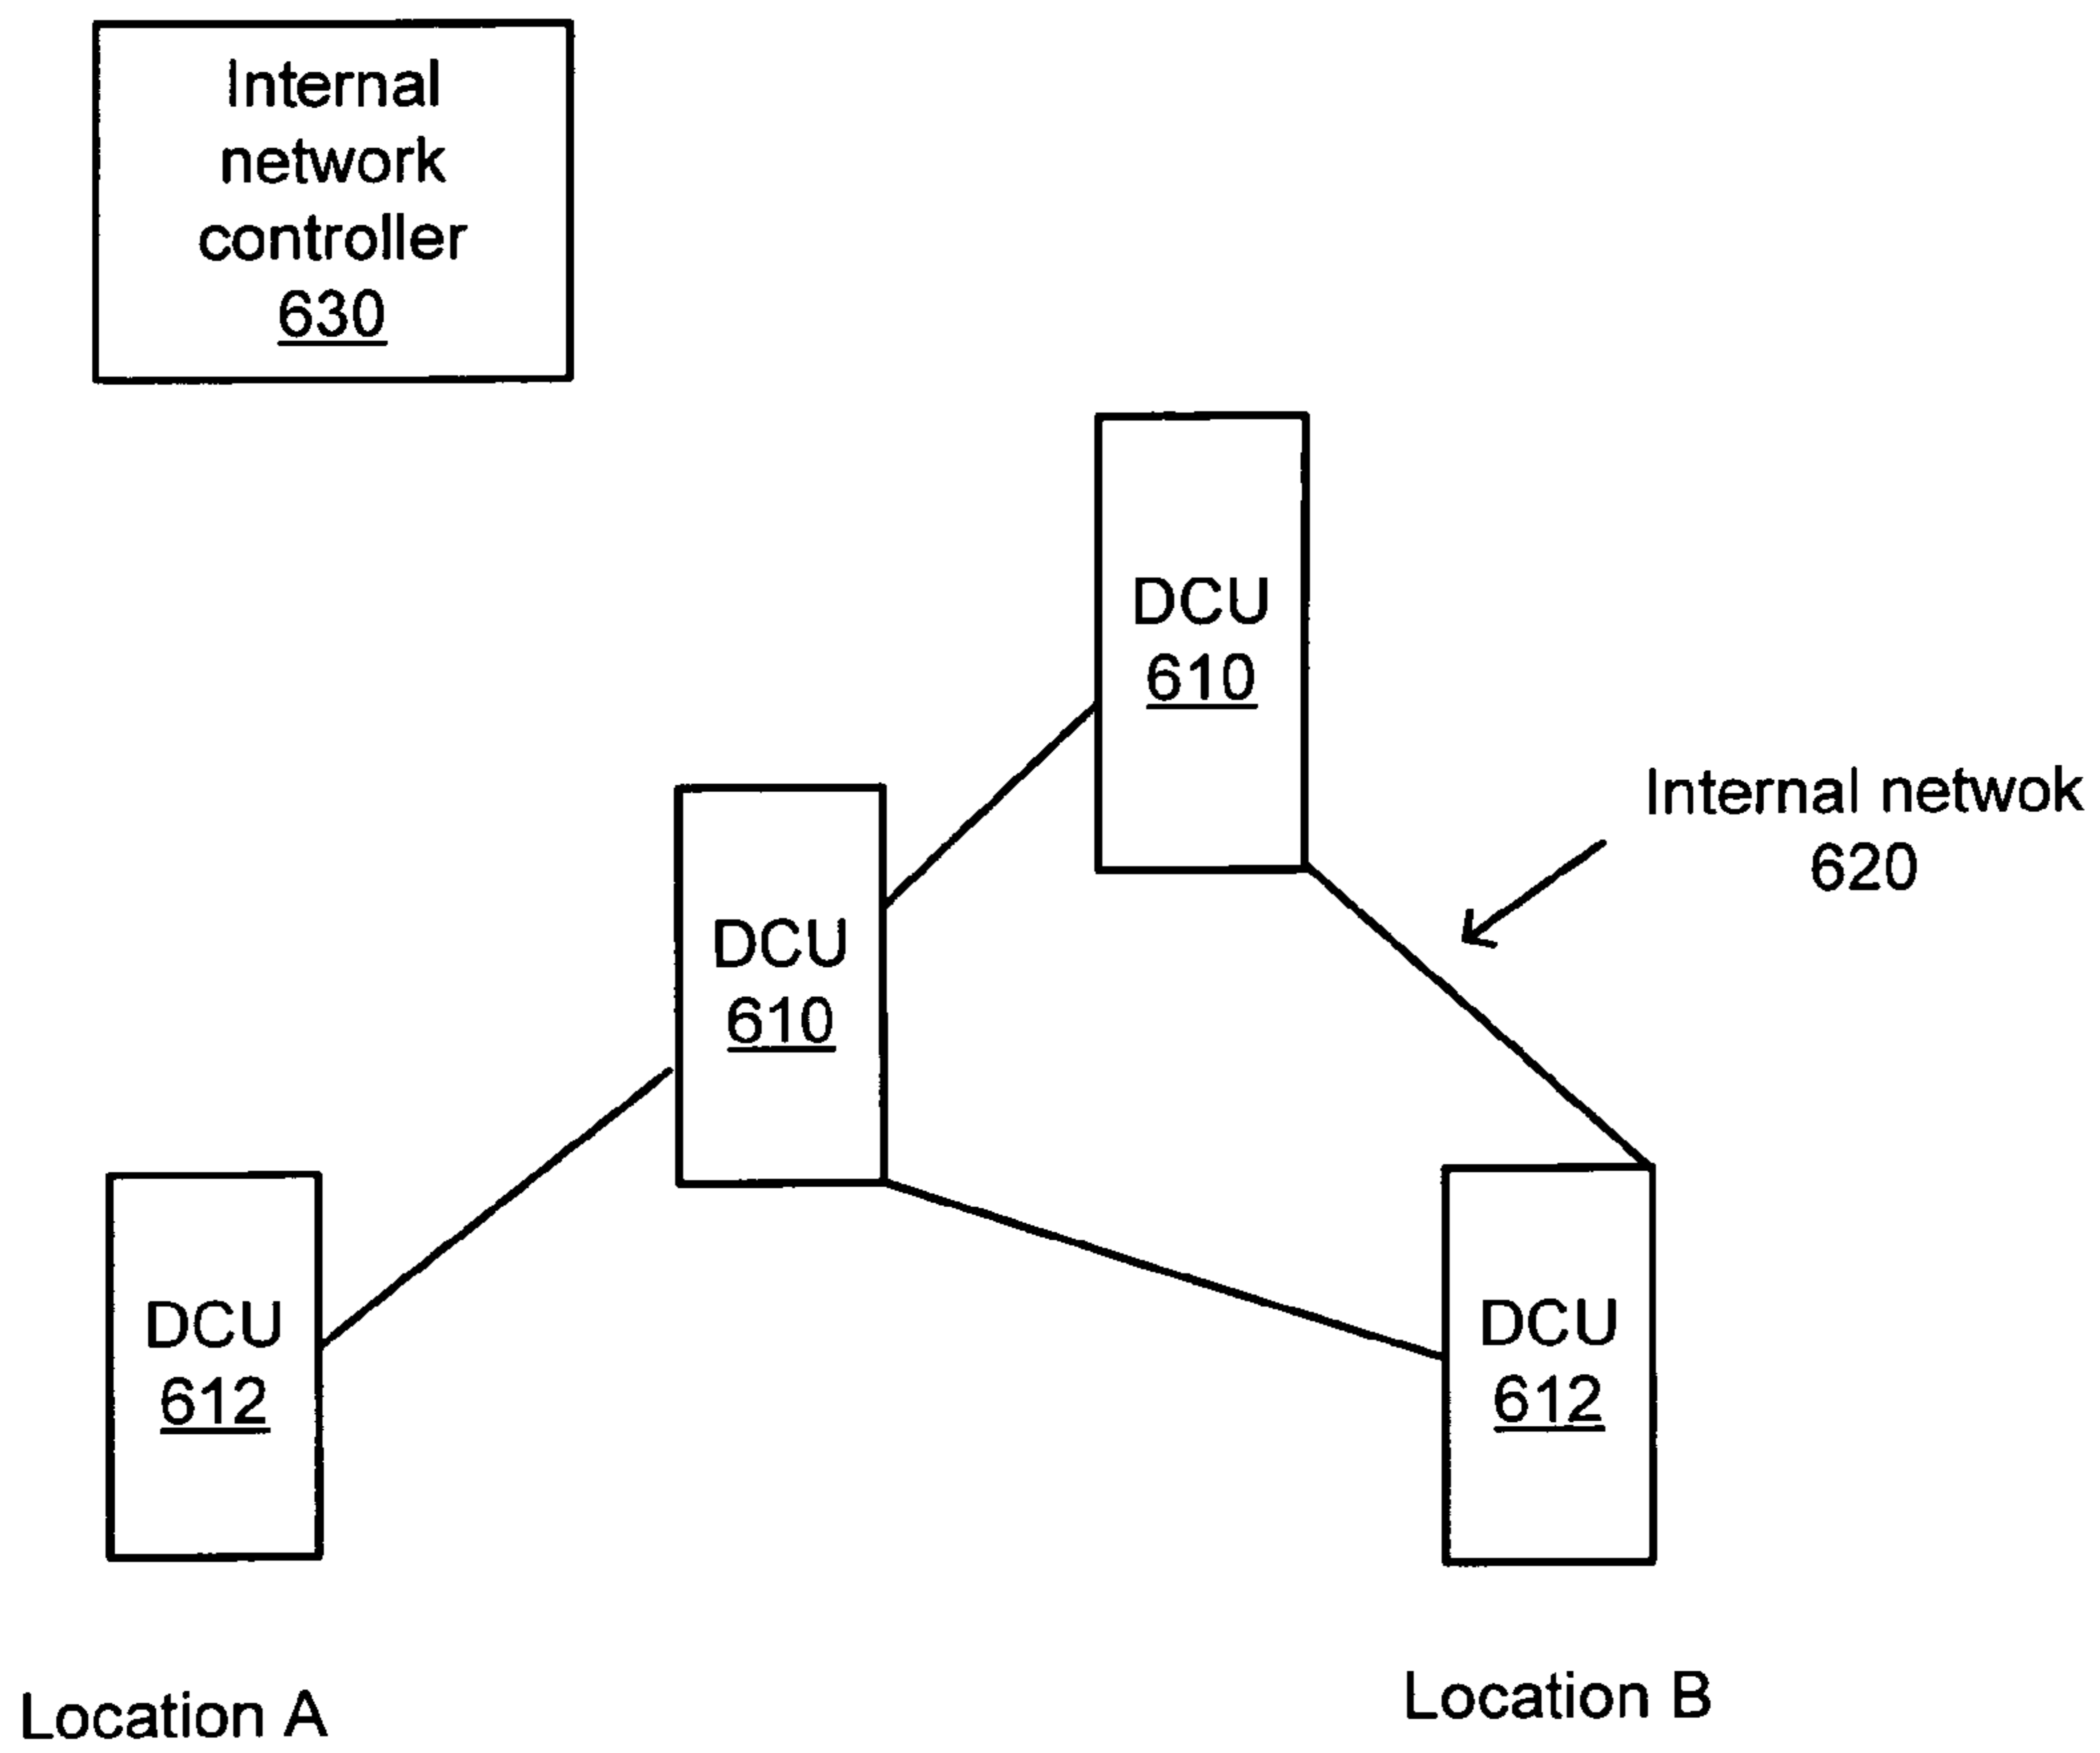 Internal
network
controller
630
DCU
610
Internal netwok
620
DCU
610
DCU
612
DCU
612
Location A
Location B